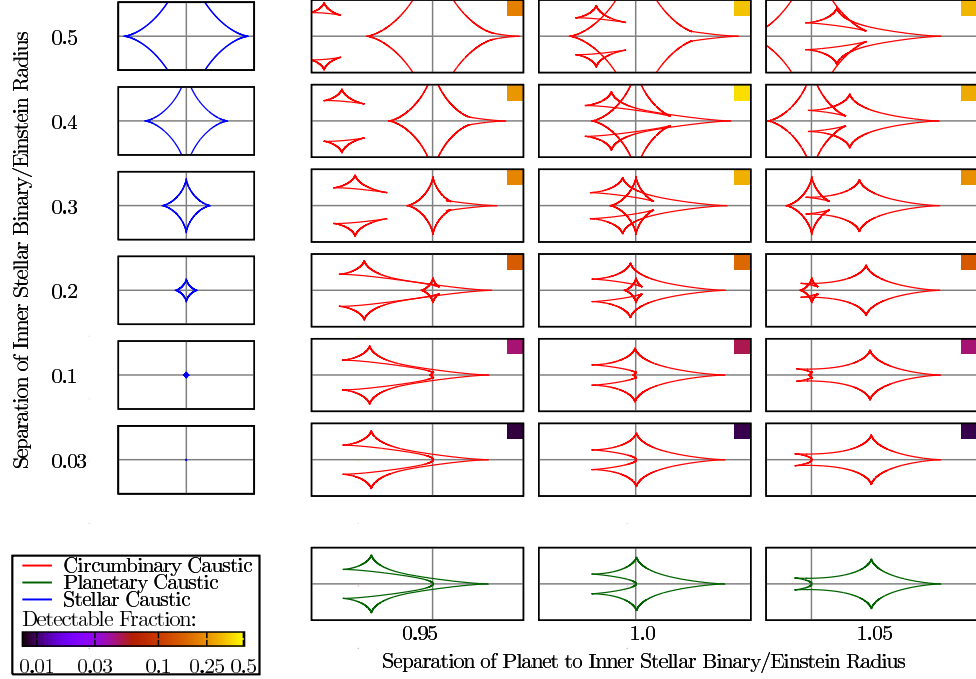 Separation of Inner Stellar Binary/Einstein Radius
0.5
0.4
0.3
0.2
0.1
0.03
Circumbinary Caustic
Planetary Caustic
Stellar Caustic
Detectable Fraction:
0.01 0.03 0.1 0.25 0.5
0.95 1.0 1.05
Separation of Planet to Inner Stellar Binary/Einstein Radius